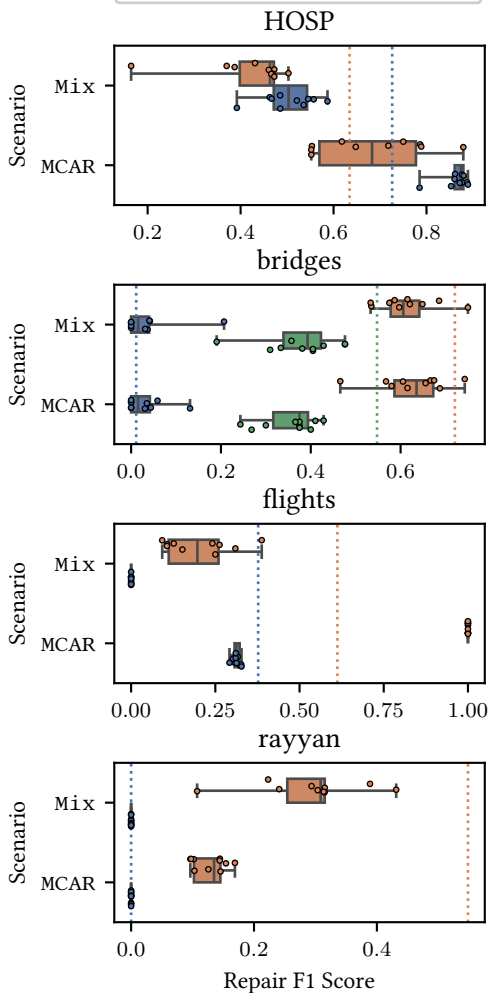 HOSP
Scenario
Mix
MCAR
0.2 0.4 0.6 0.8
bridges
Scenario
Mix
MCAR
0.0 0.2 0.4 0.6
flights
Scenario
Mix
MCAR
0.00 0.25 0.50 0.75 1.00
rayyan
Scenario
Mix
MCAR
0.0 0.2 0.4
Repair F1 Score